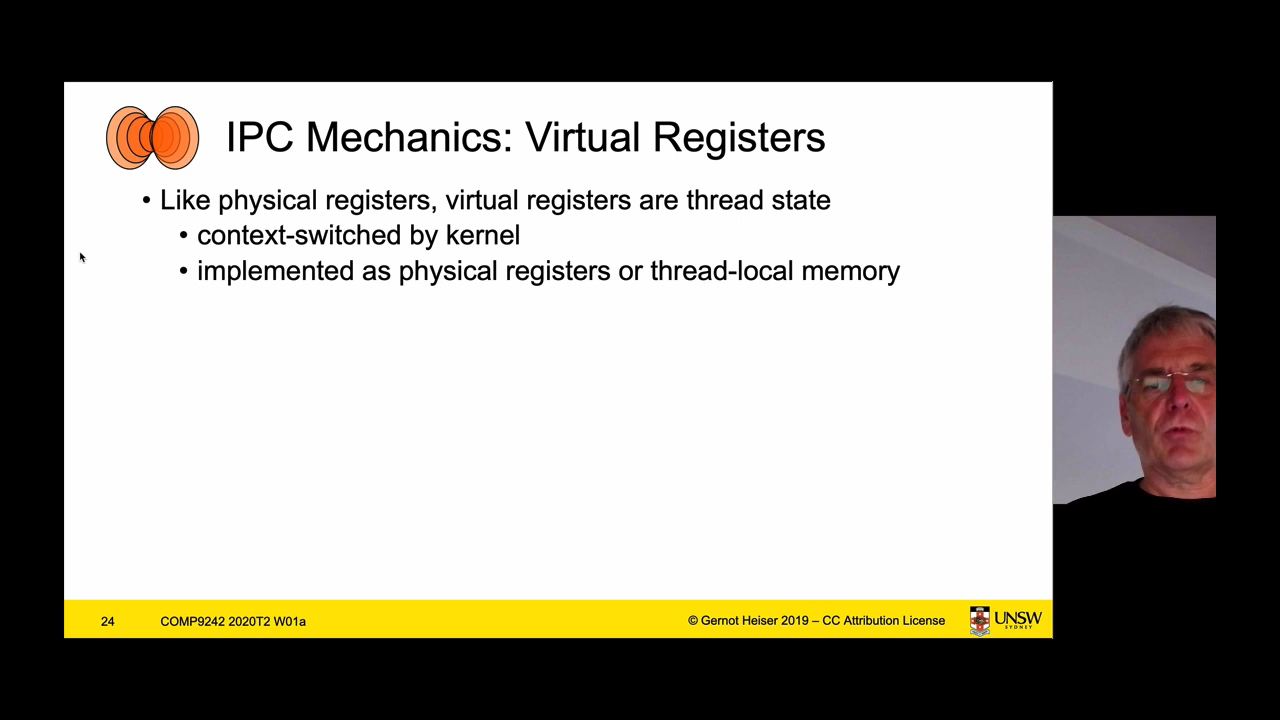 IPC Mechanics: Virtual Registers
• Like physical registers, virtual registers are thread state
• context-switched by kernel
• implemented as physical registers or thread-local memory
24 COMP9242 2020T2 W01a © Gernot Heiser 2019 – CC Attribution License
UNSW
SYDNEY